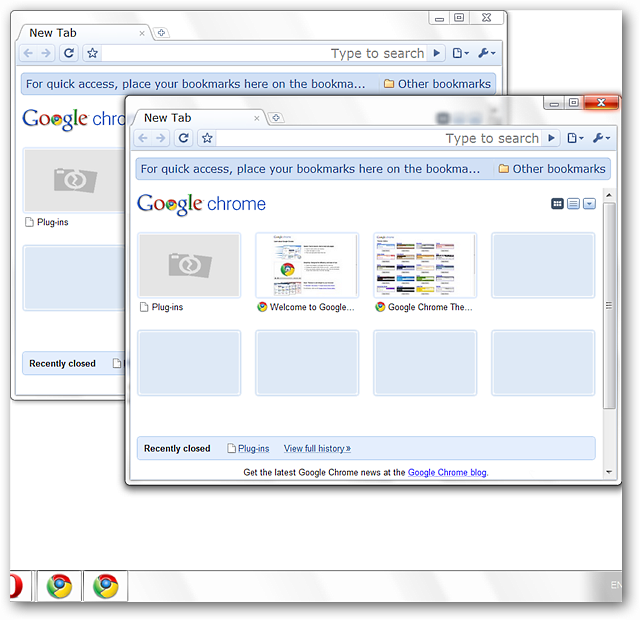 New Tab
Type to search
For quick access, place your bookmarks here on the bookma... Other bookmarks
Google chro
Plug-ins
Recently closed
New Tab
Type to search
For quick access, place your bookmarks here on the bookma... Other bookmarks
Google chrome
Plug-ins Welcome to Google... Google Chrome The...
Recently closed Plug-ins View full history »
Get the latest Google Chrome news at the Google Chrome blog.
EN